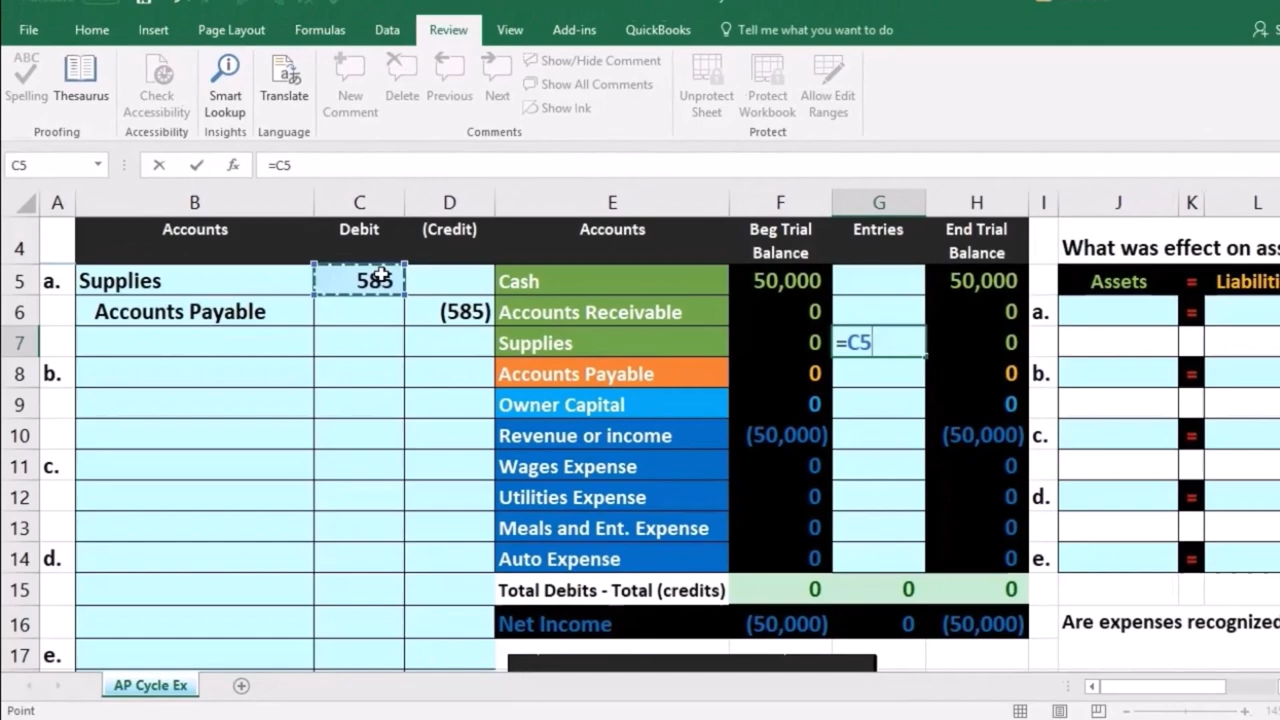 File Home Insert Page Layout Formulas Data Review View Add-ins QuickBooks Tell me what you want to do
ABC
Spelling Thesaurus Check Accessibility Smart Lookup Translate New Comment Delete Previous Next Show/Hide Comment Show All Comments Show Ink Unprotect Sheet Protect Workbook Allow Edit Ranges
Proofing Accessibility Insights Language Comments Protect
C5 fx =C5
A B C D E F G H I J K L
4 Accounts Debit (Credit) Accounts Beg Trial Balance Entries End Trial Balance What was effect on
5 a. Supplies 585 Cash 50,000 50,000 Assets =
6 Accounts Payable (585) Accounts Receivable 0 0 a. =
7 Supplies 0 =C5 0
8 b. Accounts Payable 0 0 b. =
9 Owner Capital 0 0
10 Revenue or income (50,000) (50,000) c. =
11 c. Wages Expense 0 0
12 Utilities Expense 0 0 d. =
13 Meals and Ent. Expense 0 0
14 d. Auto Expense 0 0 e. =
15 Total Debits - Total (credits) 0 0 0
16 Net Income (50,000) 0 (50,000) Are expenses recognized
17 e.
AP Cycle Ex
Point